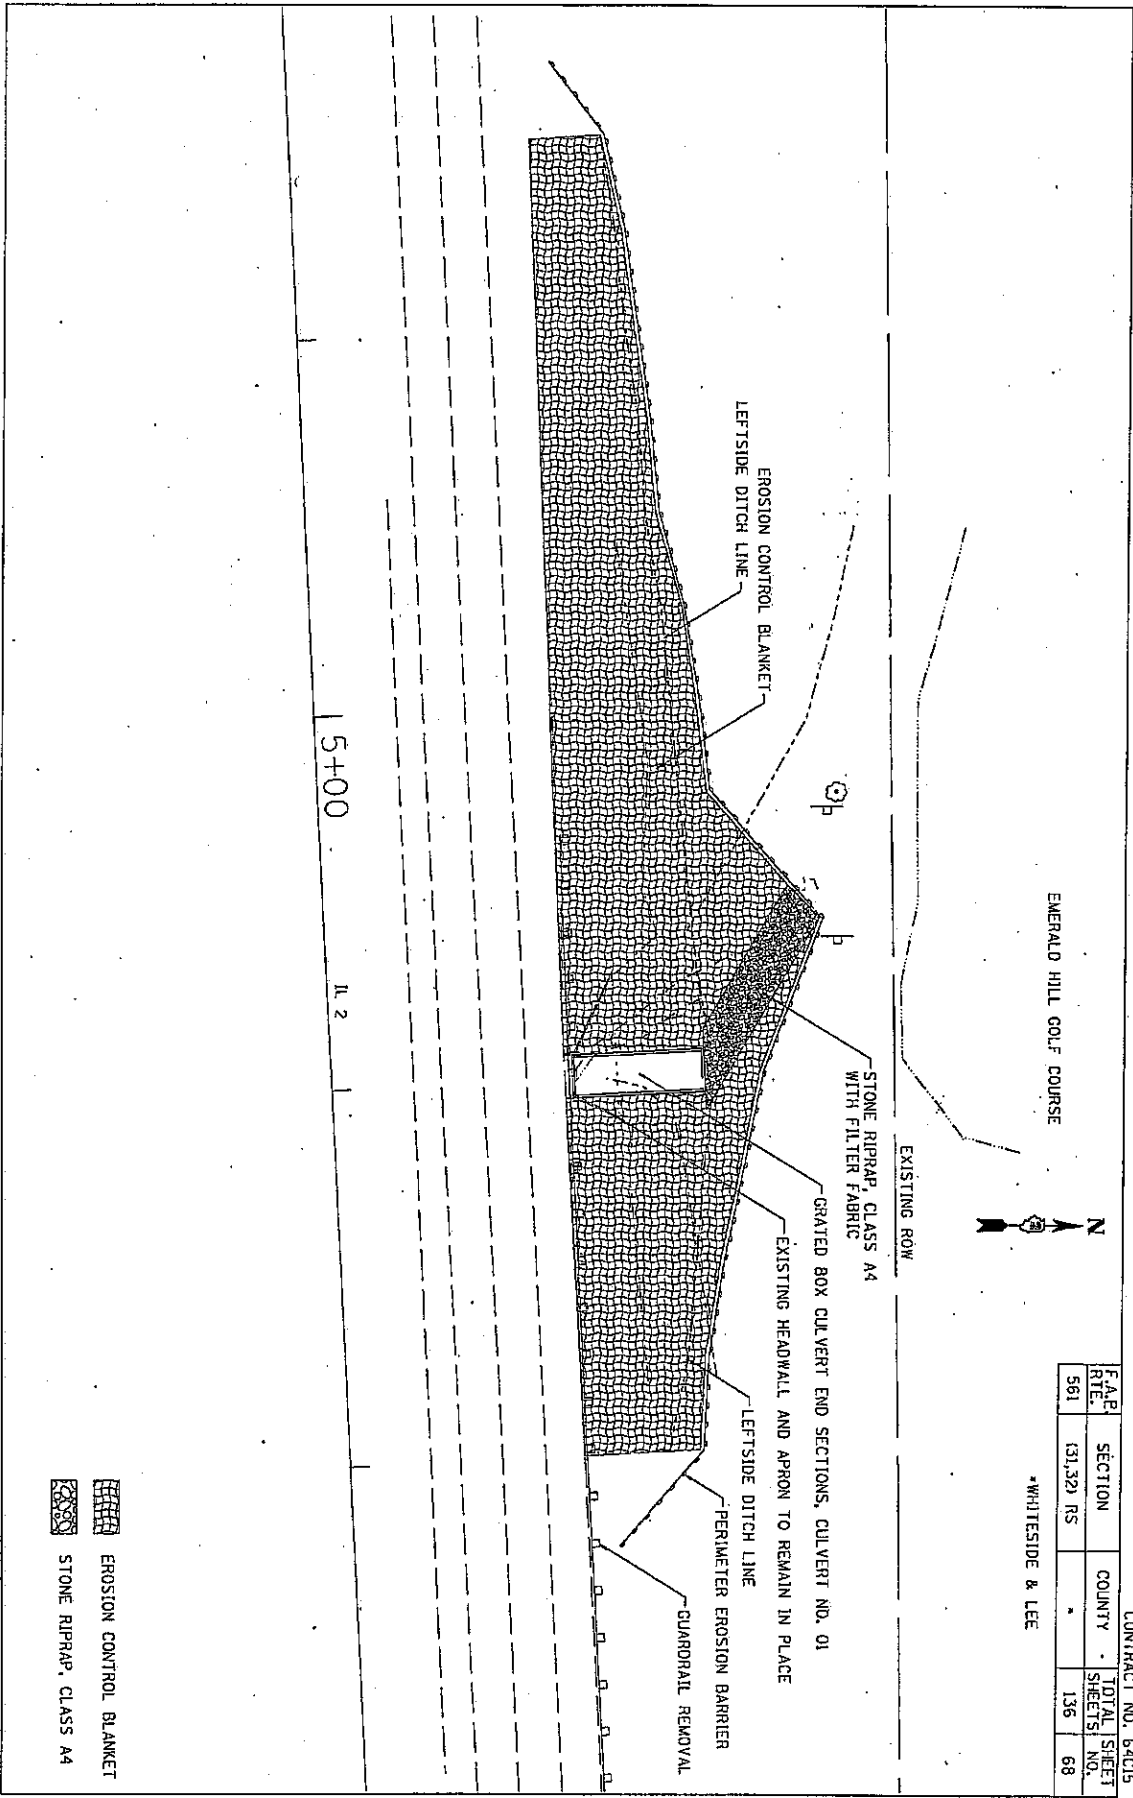 CONTRACT NO. 64C15
F.A.P. RTE. SECTION COUNTY TOTAL SHEETS SHEET NO.
561 (31,32) RS * 136 68
*WHITESIDE & LEE
EMERALD HILL GOLF COURSE
N
EXISTING ROW
STONE RIPRAP, CLASS A4
WITH FILTER FABRIC
GRATED BOX CULVERT END SECTIONS, CULVERT NO. 01
EXISTING HEADWALL AND APRON TO REMAIN IN PLACE
EROSION CONTROL BLANKET
LEFTSIDE DITCH LINE
LEFTSIDE DITCH LINE
PERIMETER EROSION BARRIER
GUARDRAIL REMOVAL
15+00
IL 2
EROSION CONTROL BLANKET
STONE RIPRAP, CLASS A4